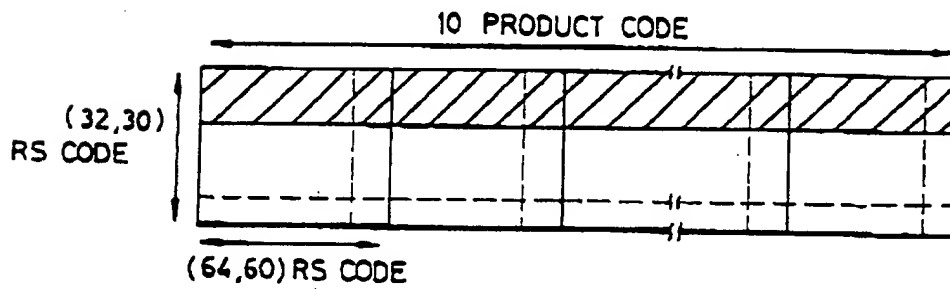 10 PRODUCT CODE
(32,30)
RS CODE
(64,60) RS CODE